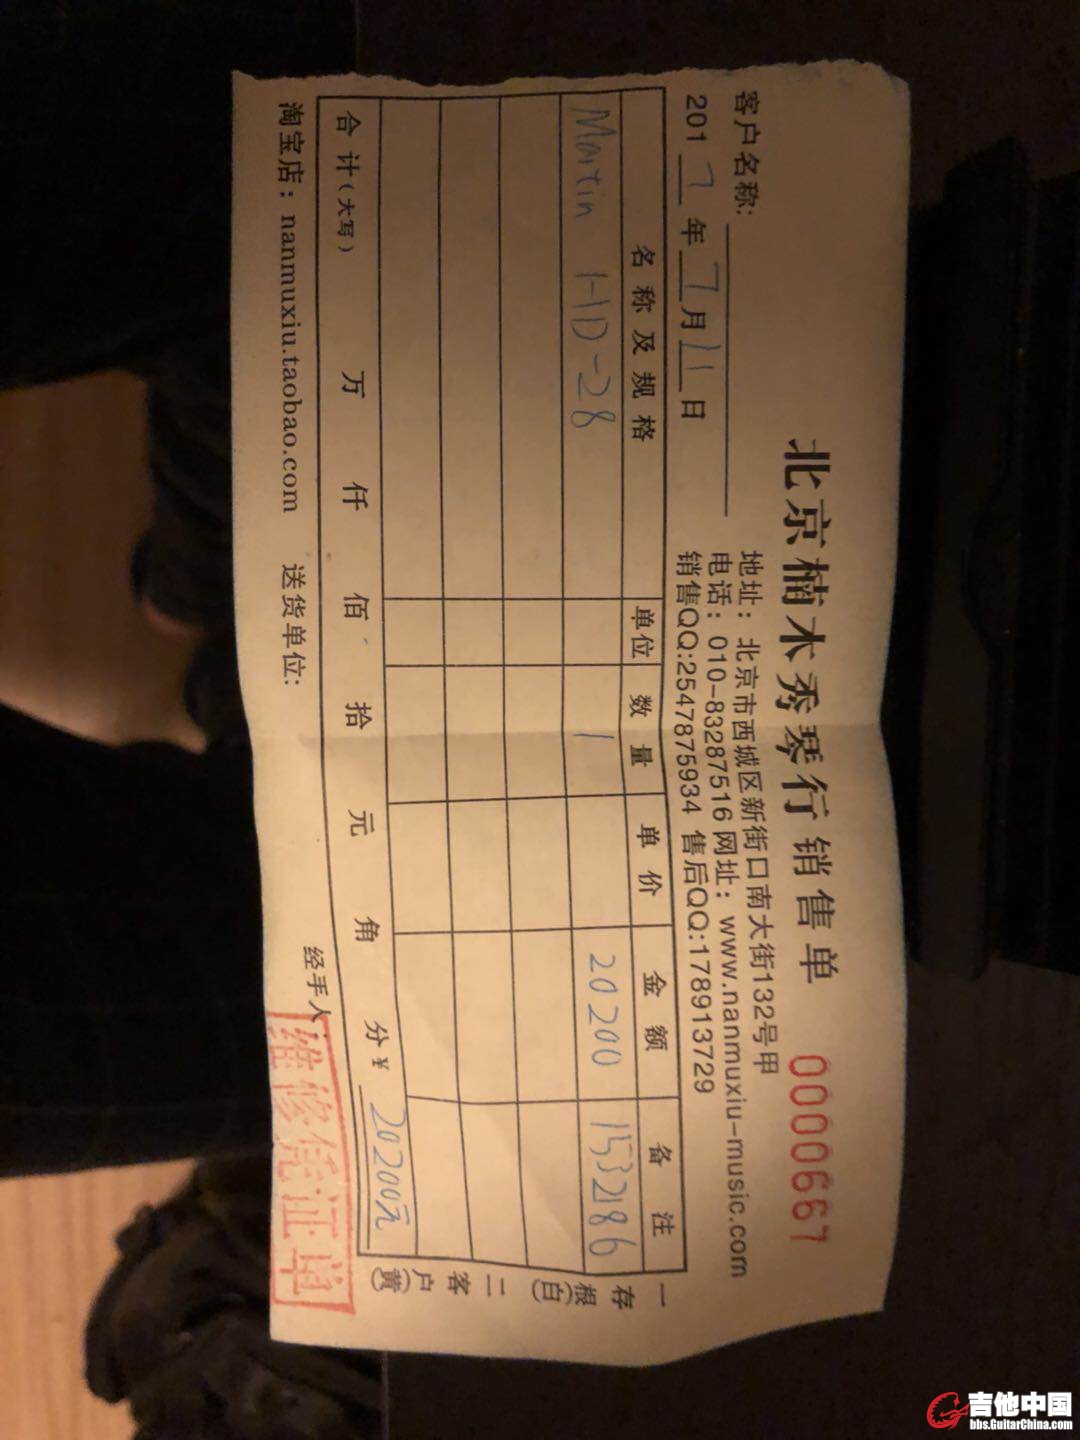 北京楠木秀琴行销售单 0000667
地址：北京市西城区新街口南大街132号甲
客户名称:
电话：010-83287516 网址：www.nanmuxiu-music.com
2017年7月11日
销售QQ:2547875934 售后QQ:178913729
名称及规格 单位 数量 单价 金额 备注
Martin HD-28 1 20200 1532186
合计(大写) 万 仟 佰 拾 元 角 分¥ 20200元
淘宝店：nanmuxiu.taobao.com 送货单位: 经手人:
一存根(白) 二客户(黄)
维修凭证单
吉他中国
bbs.GuitarChina.com